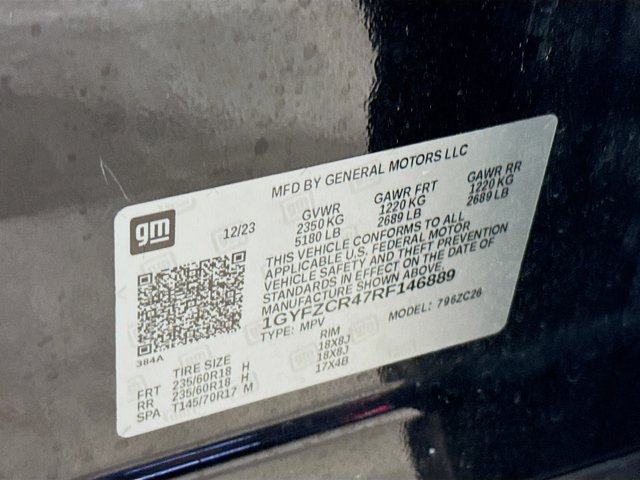 MFD BY GENERAL MOTORS LLC
gm
12/23
GVWR GAWR FRT GAWR RR
2350 KG 1220 KG 1220 KG
5180 LB 2689 LB 2689 LB
THIS VEHICLE CONFORMS TO ALL
APPLICABLE U.S. FEDERAL MOTOR
VEHICLE SAFETY AND THEFT PREVENTION
STANDARDS IN EFFECT ON THE DATE OF
MANUFACTURE SHOWN ABOVE.
1GYFZCR47RF146889
TYPE: MPV MODEL: 796ZC26
384A
TIRE SIZE RIM
FRT 235/60R18 H 18X8J
RR 235/60R18 H 18X8J
SPA T145/70R17 M 17X4B